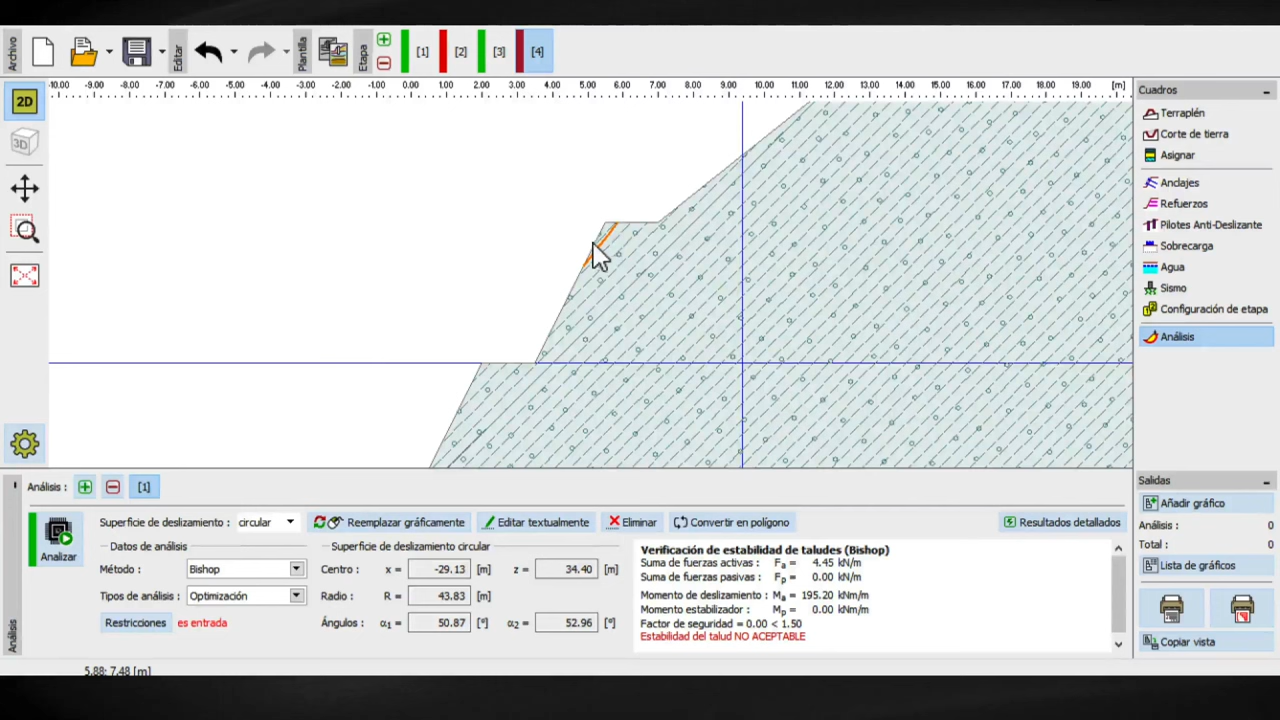 Archivo
Editar
Plantilla
Etapa
[1]
[2]
[3]
[4]
2D
3D
-10.00 -9.00 -8.00 -7.00 -6.00 -5.00 -4.00 -3.00 -2.00 -1.00 0.00 1.00 2.00 3.00 4.00 5.00 6.00 7.00 8.00 9.00 10.00 11.00 12.00 13.00 14.00 15.00 16.00 17.00 18.00 19.00 [m]
Cuadros
Terraplén
Corte de tierra
Asignar
Anclajes
Refuerzos
Pilotes Anti-Deslizante
Sobrecarga
Agua
Sismo
Configuración de etapa
Análisis
Análisis : [1]
Analizar
Superficie de deslizamiento : circular
Reemplazar gráficamente
Editar textualmente
Eliminar
Convertir en polígono
Resultados detallados
Datos de análisis
Método : Bishop
Tipos de análisis : Optimización
Restricciones es entrada
Superficie de deslizamiento circular
Centro : x = -29.13 [m] z = 34.40 [m]
Radio : R = 43.83 [m]
Ángulos : α1 = 50.87 [°] α2 = 52.96 [°]
Verificación de estabilidad de taludes (Bishop)
Suma de fuerzas activas : Fa = 4.45 kN/m
Suma de fuerzas pasivas : Fp = 0.00 kN/m
Momento de deslizamiento : Ma = 195.20 kNm/m
Momento estabilizador : Mp = 0.00 kNm/m
Factor de seguridad = 0.00 < 1.50
Estabilidad del talud NO ACEPTABLE
Salidas
Añadir gráfico
Análisis : 0
Total : 0
Lista de gráficos
Copiar vista
Análisis
5.88; 7.48 [m]